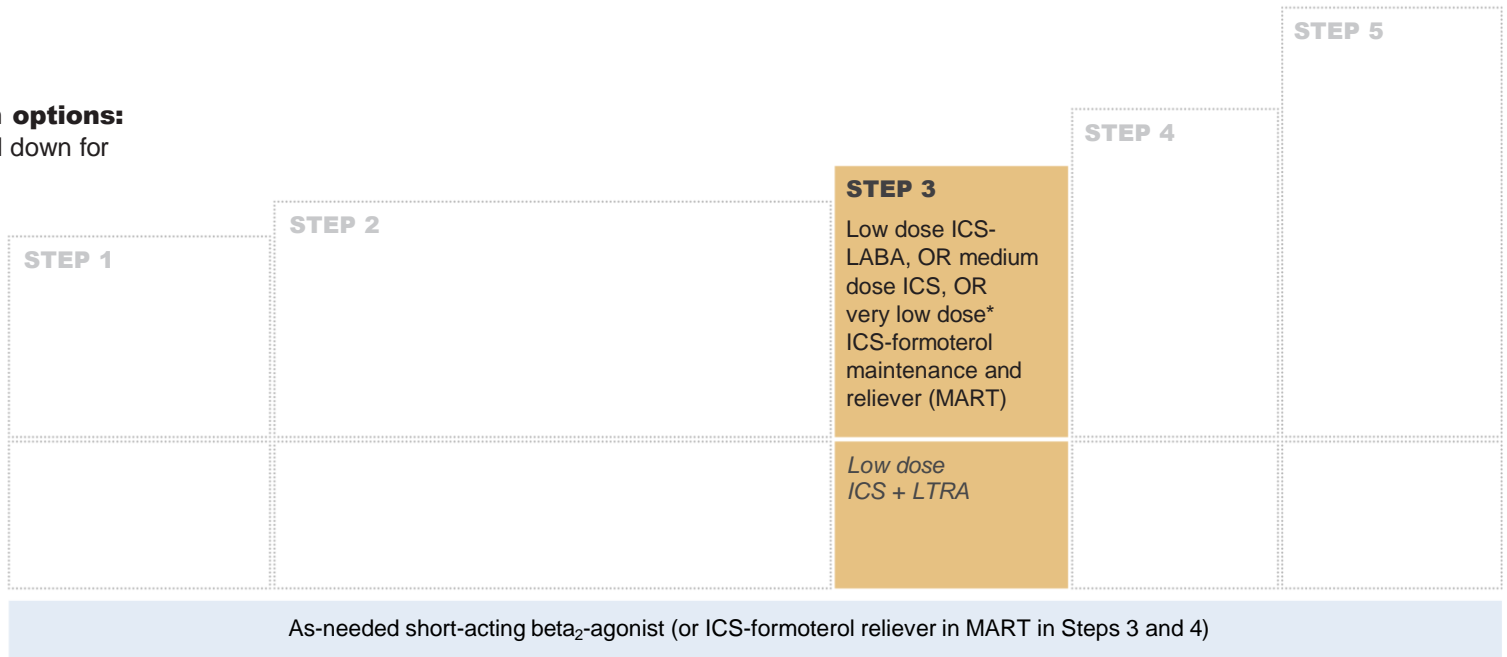 options:
down for
STEP 1
STEP 2
STEP 3
Low dose ICS-
LABA, OR medium
dose ICS, OR
very low dose*
ICS-formoterol
maintenance and
reliever (MART)
Low dose
ICS + LTRA
STEP 4
STEP 5
As-needed short-acting beta₂-agonist (or ICS-formoterol reliever in MART in Steps 3 and 4)